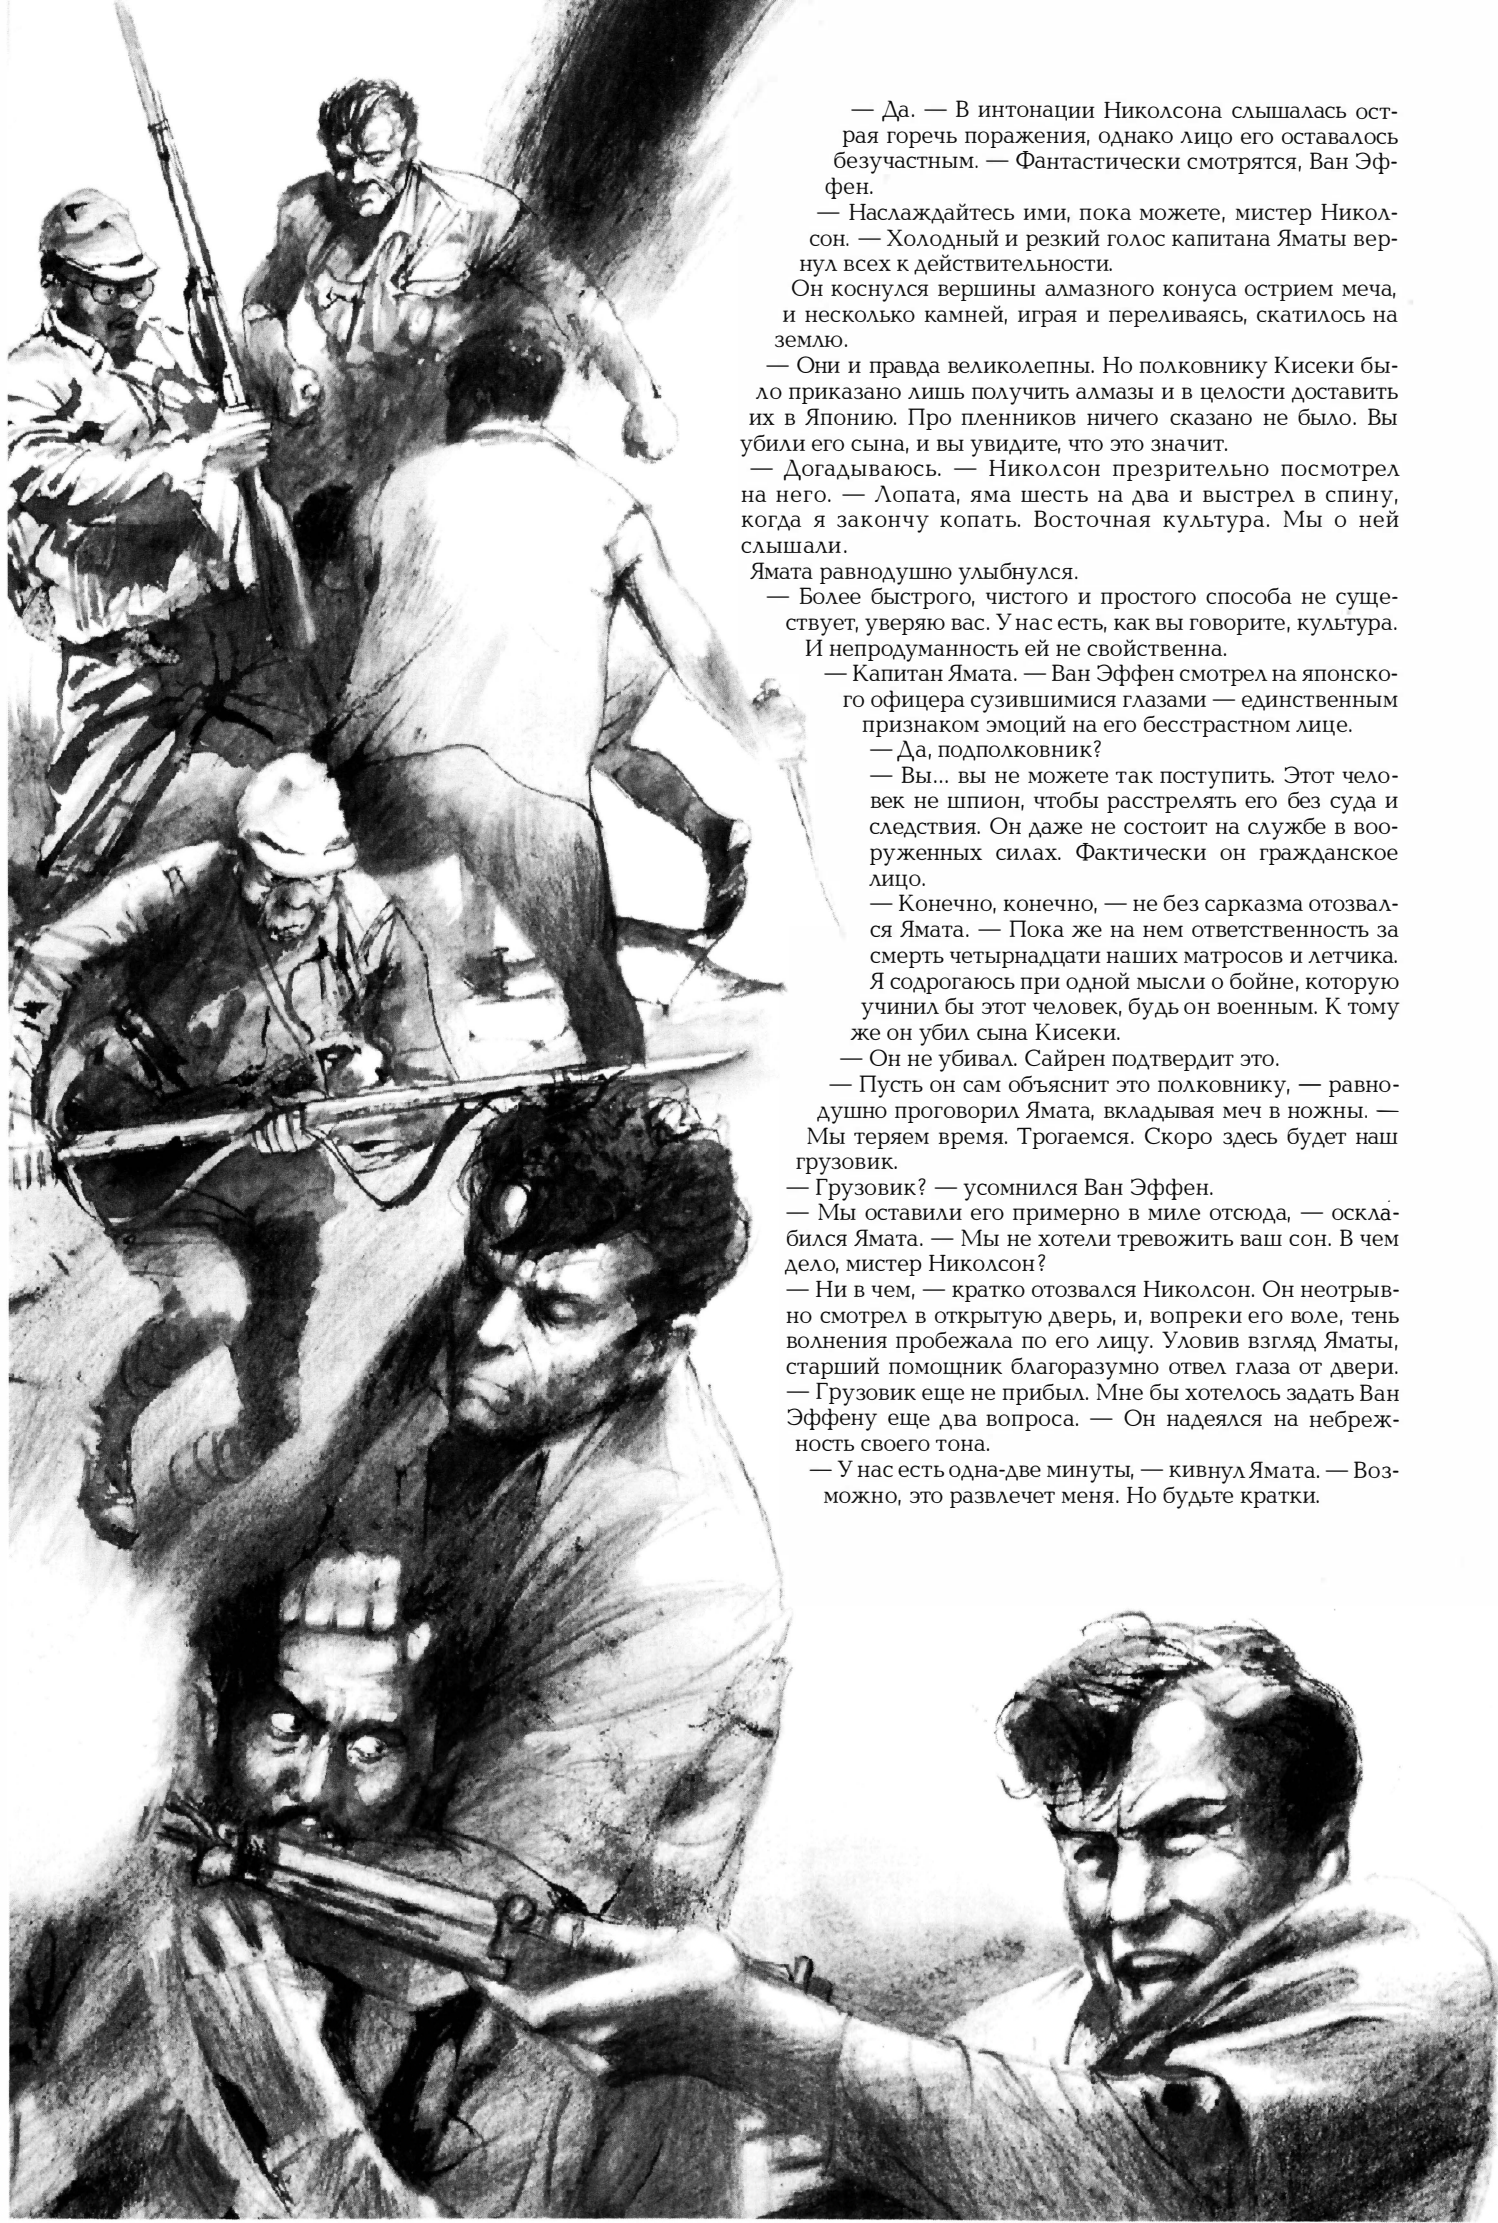 — Да. — В интонации Николсона слышалась ост-
рая горечь поражения, однако лицо его оставалось
безучастным. — Фантастически смотрятся, Ван Эф-
фен.
— Наслаждайтесь ими, пока можете, мистер Никол-
сон. — Холодный и резкий голос капитана Яматы вер-
нул всех к действительности.
Он коснулся вершины алмазного конуса острием меча,
и несколько камней, играя и переливаясь, скатилось на
землю.
— Они и правда великолепны. Но полковнику Кисеки бы-
ло приказано лишь получить алмазы и в целости доставить
их в Японию. Про пленников ничего сказано не было. Вы
убили его сына, и вы увидите, что это значит.
— Догадываюсь. — Николсон презрительно посмотрел
на него. — Лопата, яма шесть на два и выстрел в спину,
когда я закончу копать. Восточная культура. Мы о ней
слышали.
Ямата равнодушно улыбнулся.
— Более быстрого, чистого и простого способа не суще-
ствует, уверяю вас. У нас есть, как вы говорите, культура.
И непродуманность ей не свойственна.
— Капитан Ямата. — Ван Эффен смотрел на японско-
го офицера сузившимися глазами — единственным
признаком эмоций на его бесстрастном лице.
— Да, подполковник?
— Вы... вы не можете так поступить. Этот чело-
век не шпион, чтобы расстрелять его без суда и
следствия. Он даже не состоит на службе в воо-
руженных силах. Фактически он гражданское
лицо.
— Конечно, конечно, — не без сарказма отозвал-
ся Ямата. — Пока же на нем ответственность за
смерть четырнадцати наших матросов и летчика.
Я содрогаюсь при одной мысли о бойне, которую
учинил бы этот человек, будь он военным. К тому
же он убил сына Кисеки.
— Он не убивал. Сайрен подтвердит это.
— Пусть он сам объяснит это полковнику, — равно-
душно проговорил Ямата, вкладывая меч в ножны. —
Мы теряем время. Трогаемся. Скоро здесь будет наш
грузовик.
— Грузовик? — усомнился Ван Эффен.
— Мы оставили его примерно в миле отсюда, — оскла-
бился Ямата. — Мы не хотели тревожить ваш сон. В чем
дело, мистер Николсон?
— Ни в чем, — кратко отозвался Николсон. Он неотрыв-
но смотрел в открытую дверь, и, вопреки его воле, тень
волнения пробежала по его лицу. Уловив взгляд Яматы,
старший помощник благоразумно отвел глаза от двери.
— Грузовик еще не прибыл. Мне бы хотелось задать Ван
Эффену еще два вопроса. — Он надеялся на небреж-
ность своего тона.
— У нас есть одна-две минуты, — кивнул Ямата. — Воз-
можно, это развлечет меня. Но будьте кратки.